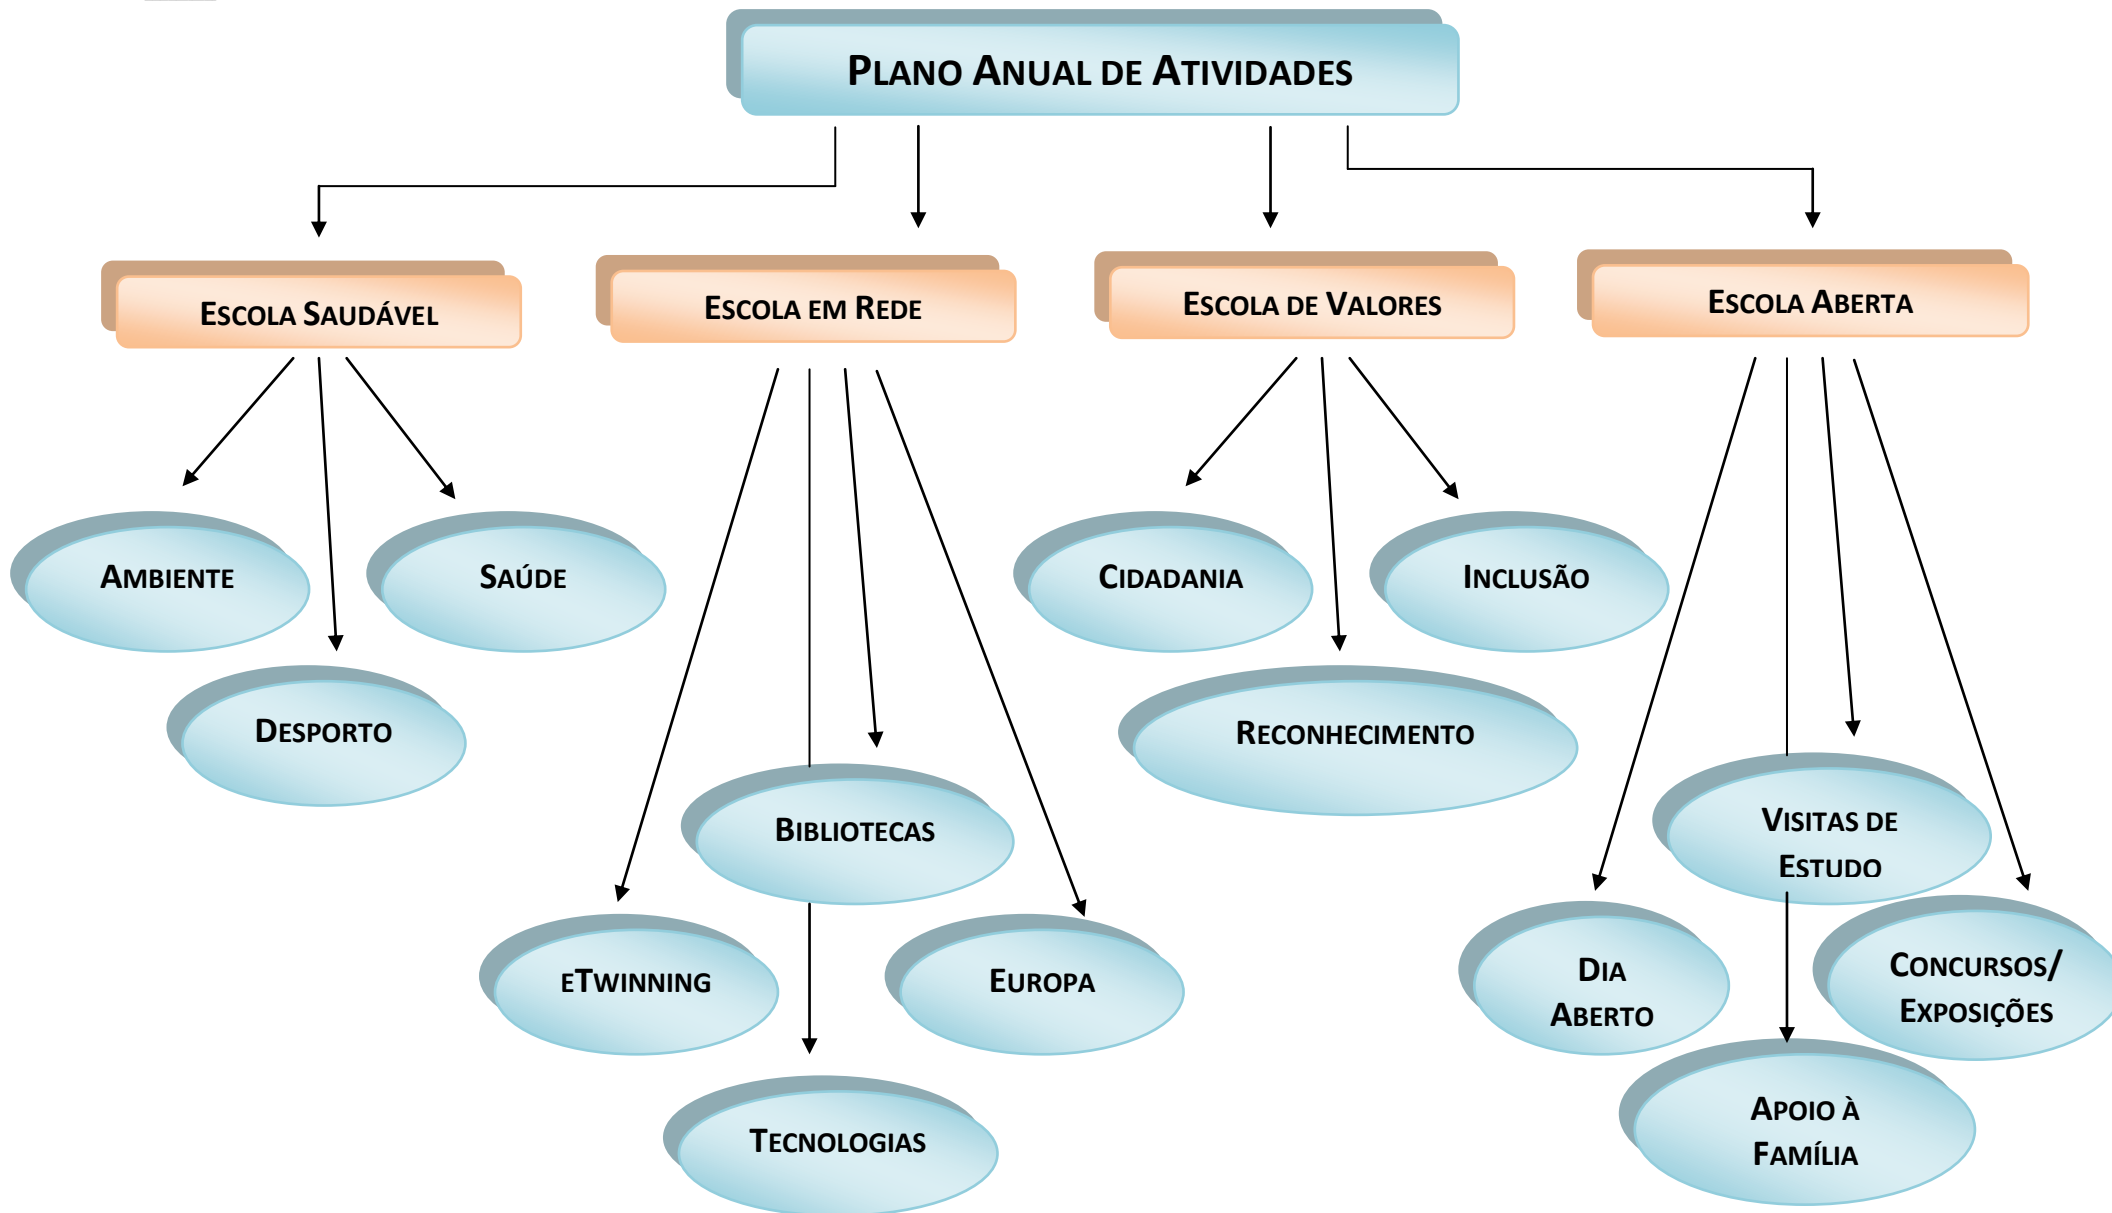 PLANO ANUAL DE ATIVIDADES
ESCOLA SAUDÁVEL
ESCOLA EM REDE
ESCOLA DE VALORES
ESCOLA ABERTA
AMBIENTE
SAÚDE
DESPORTO
BIBLIOTECAS
eTWINNING
EUROPA
TECNOLOGIAS
CIDADANIA
INCLUSÃO
RECONHECIMENTO
VISITAS DE
ESTUDO
DIA
ABERTO
CONCURSOS/
EXPOSIÇÕES
APOIO À
FAMÍLIA